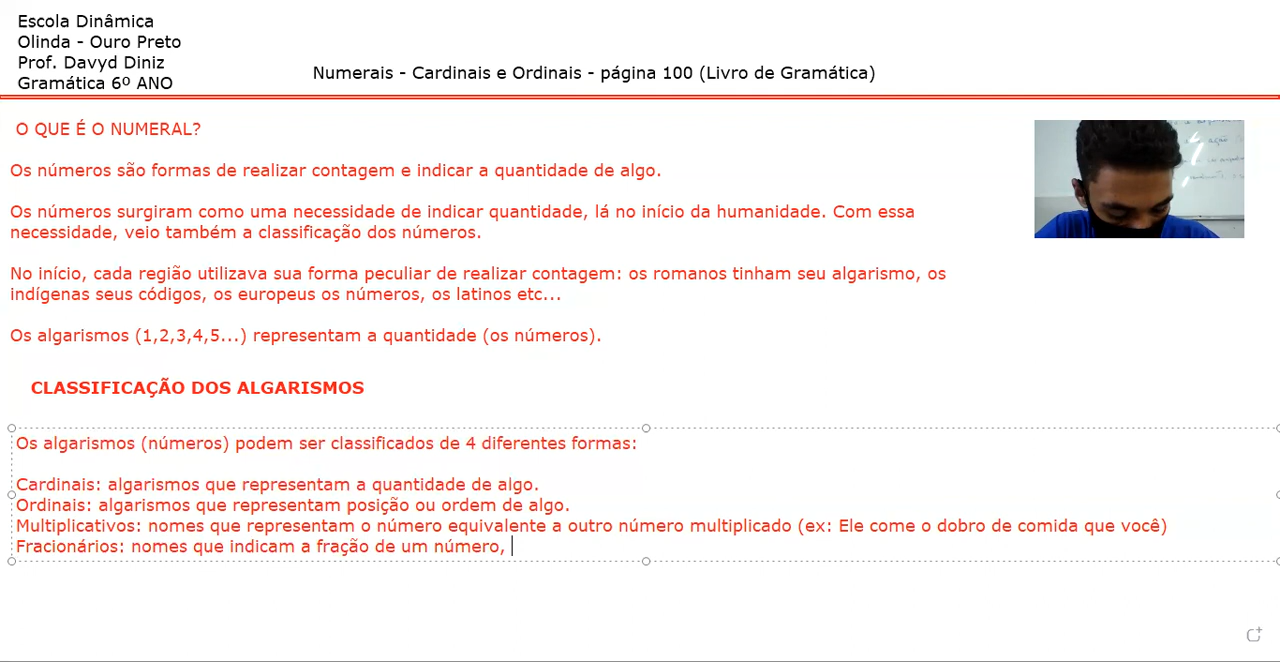 Escola Dinâmica
Olinda - Ouro Preto
Prof. Davyd Diniz
Gramática 6º ANO
Numerais - Cardinais e Ordinais - página 100 (Livro de Gramática)
O QUE É O NUMERAL?
Os números são formas de realizar contagem e indicar a quantidade de algo.
Os números surgiram como uma necessidade de indicar quantidade, lá no início da humanidade. Com essa
necessidade, veio também a classificação dos números.
No início, cada região utilizava sua forma peculiar de realizar contagem: os romanos tinham seu algarismo, os
indígenas seus códigos, os europeus os números, os latinos etc...
Os algarismos (1,2,3,4,5...) representam a quantidade (os números).
CLASSIFICAÇÃO DOS ALGARISMOS
Os algarismos (números) podem ser classificados de 4 diferentes formas:
Cardinais: algarismos que representam a quantidade de algo.
Ordinais: algarismos que representam posição ou ordem de algo.
Multiplicativos: nomes que representam o número equivalente a outro número multiplicado (ex: Ele come o dobro de comida que você)
Fracionários: nomes que indicam a fração de um número,